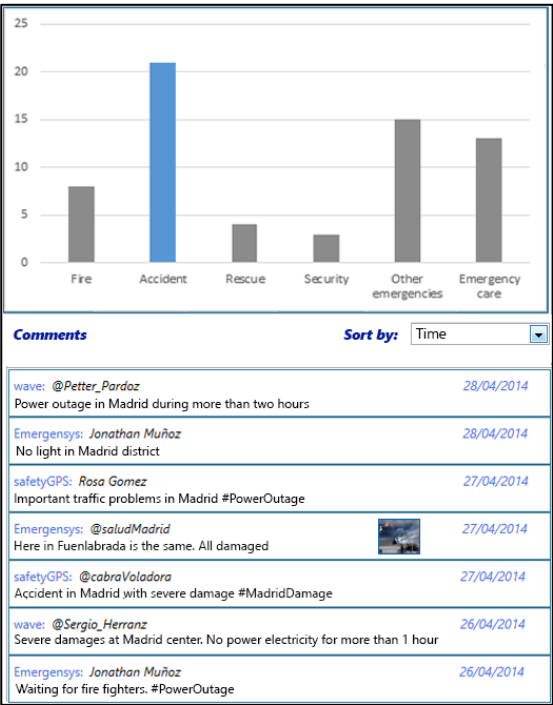 25
20
15
10
5
0
Fire Accident Rescue Security Other emergencies Emergency care
Comments Sort by: Time
wave: @Petter_Pardoz 28/04/2014
Power outage in Madrid during more than two hours
Emergensys: Jonathan Muñoz 28/04/2014
No light in Madrid district
safetyGPS: Rosa Gomez 27/04/2014
Important traffic problems in Madrid #PowerOutage
Emergensys: @saludMadrid 27/04/2014
Here in Fuenlabrada is the same. All damaged
safetyGPS: @cabraVoladora 27/04/2014
Accident in Madrid with severe damage #MadridDamage
wave: @Sergio_Herranz 26/04/2014
Severe damages at Madrid center. No power electricity for more than 1 hour
Emergensys: Jonathan Muñoz 26/04/2014
Waiting for fire fighters. #PowerOutage